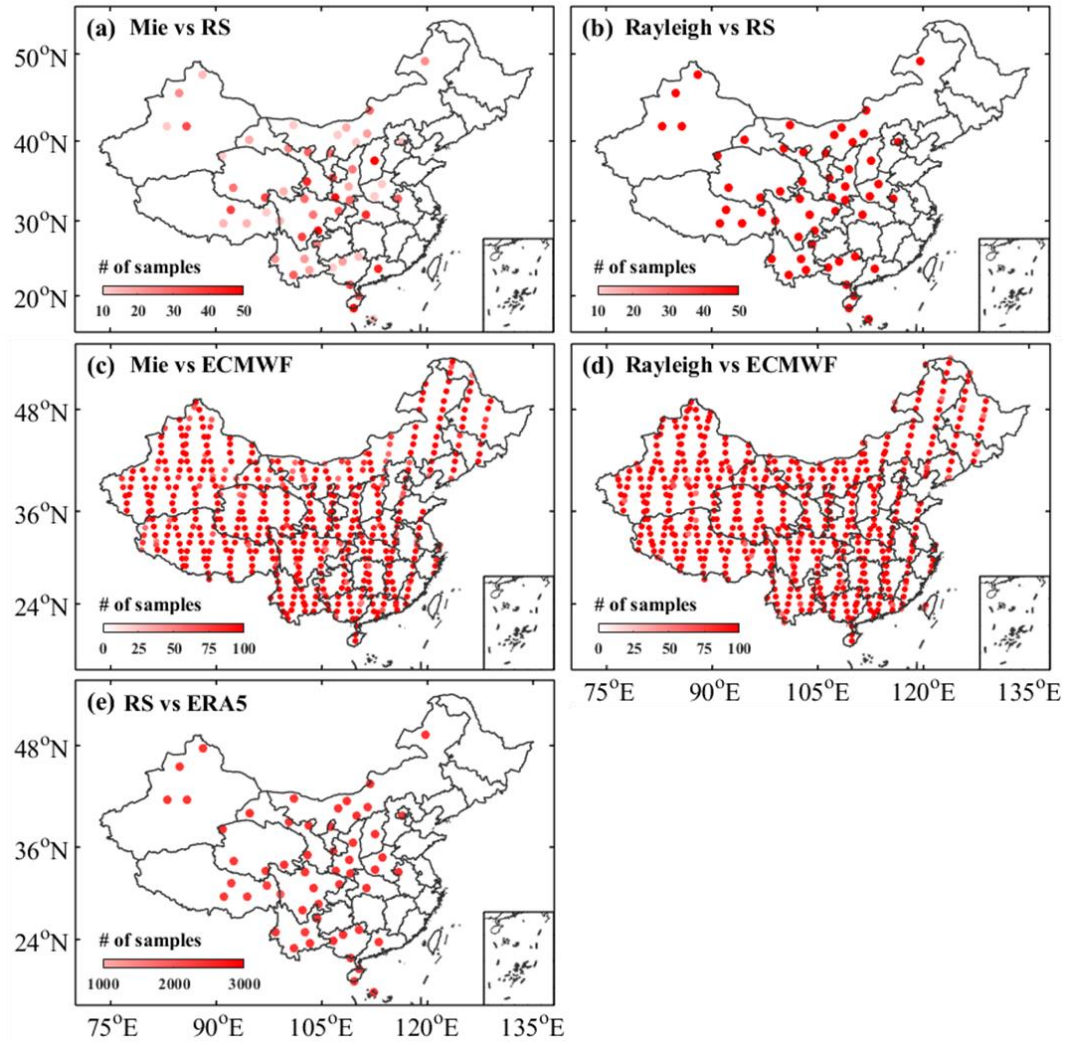 (a) Mie vs RS
50°N
40°N
30°N
20°N
# of samples
10 20 30 40 50
(b) Rayleigh vs RS
# of samples
10 20 30 40 50
(c) Mie vs ECMWF
48°N
36°N
24°N
# of samples
0 25 50 75 100
(d) Rayleigh vs ECMWF
# of samples
0 25 50 75 100
75°E 90°E 105°E 120°E 135°E
(e) RS vs ERA5
48°N
36°N
24°N
# of samples
1000 2000 3000
75°E 90°E 105°E 120°E 135°E